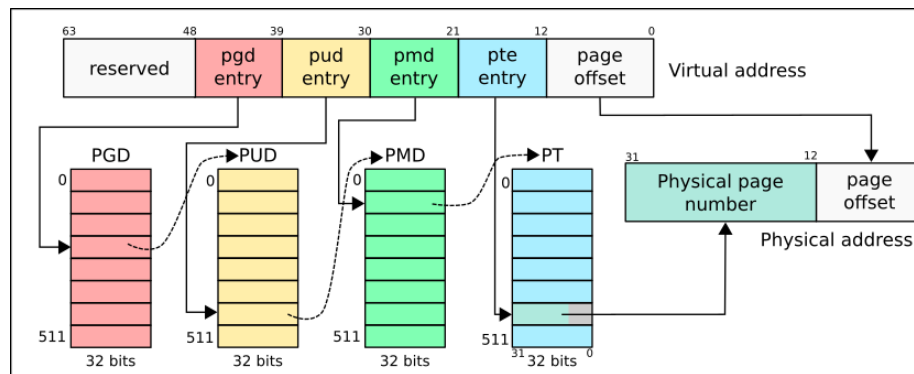 63 48 39 30 21 12 0
reserved
pgd
entry
pud
entry
pmd
entry
pte
entry
page
offset
Virtual address
PGD
PUD
PMD
PT
0
0
0
0
31 12
Physical page
number
page
offset
Physical address
511
511
511
511
31 0
32 bits
32 bits
32 bits
32 bits